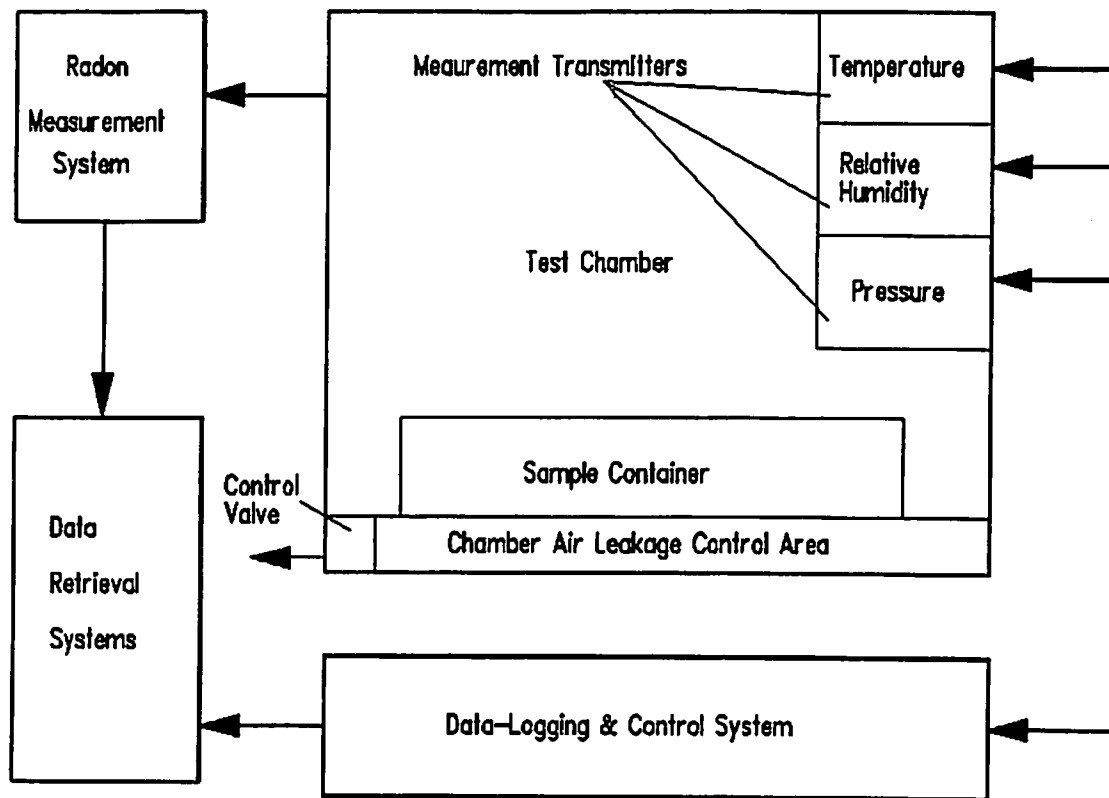 Radon
Measurement
System
Meaurement Transmitters
Temperature
Relative
Humidity
Pressure
Test Chamber
Sample Container
Control
Valve
Chamber Air Leakage Control Area
Data
Retrieval
Systems
Data-Logging & Control System